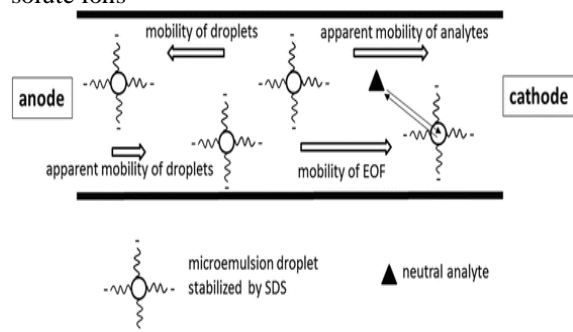 solute ions
mobility of droplets
apparent mobility of analytes
anode
cathode
apparent mobility of droplets
mobility of EOF
microemulsion droplet
stabilized by SDS
neutral analyte